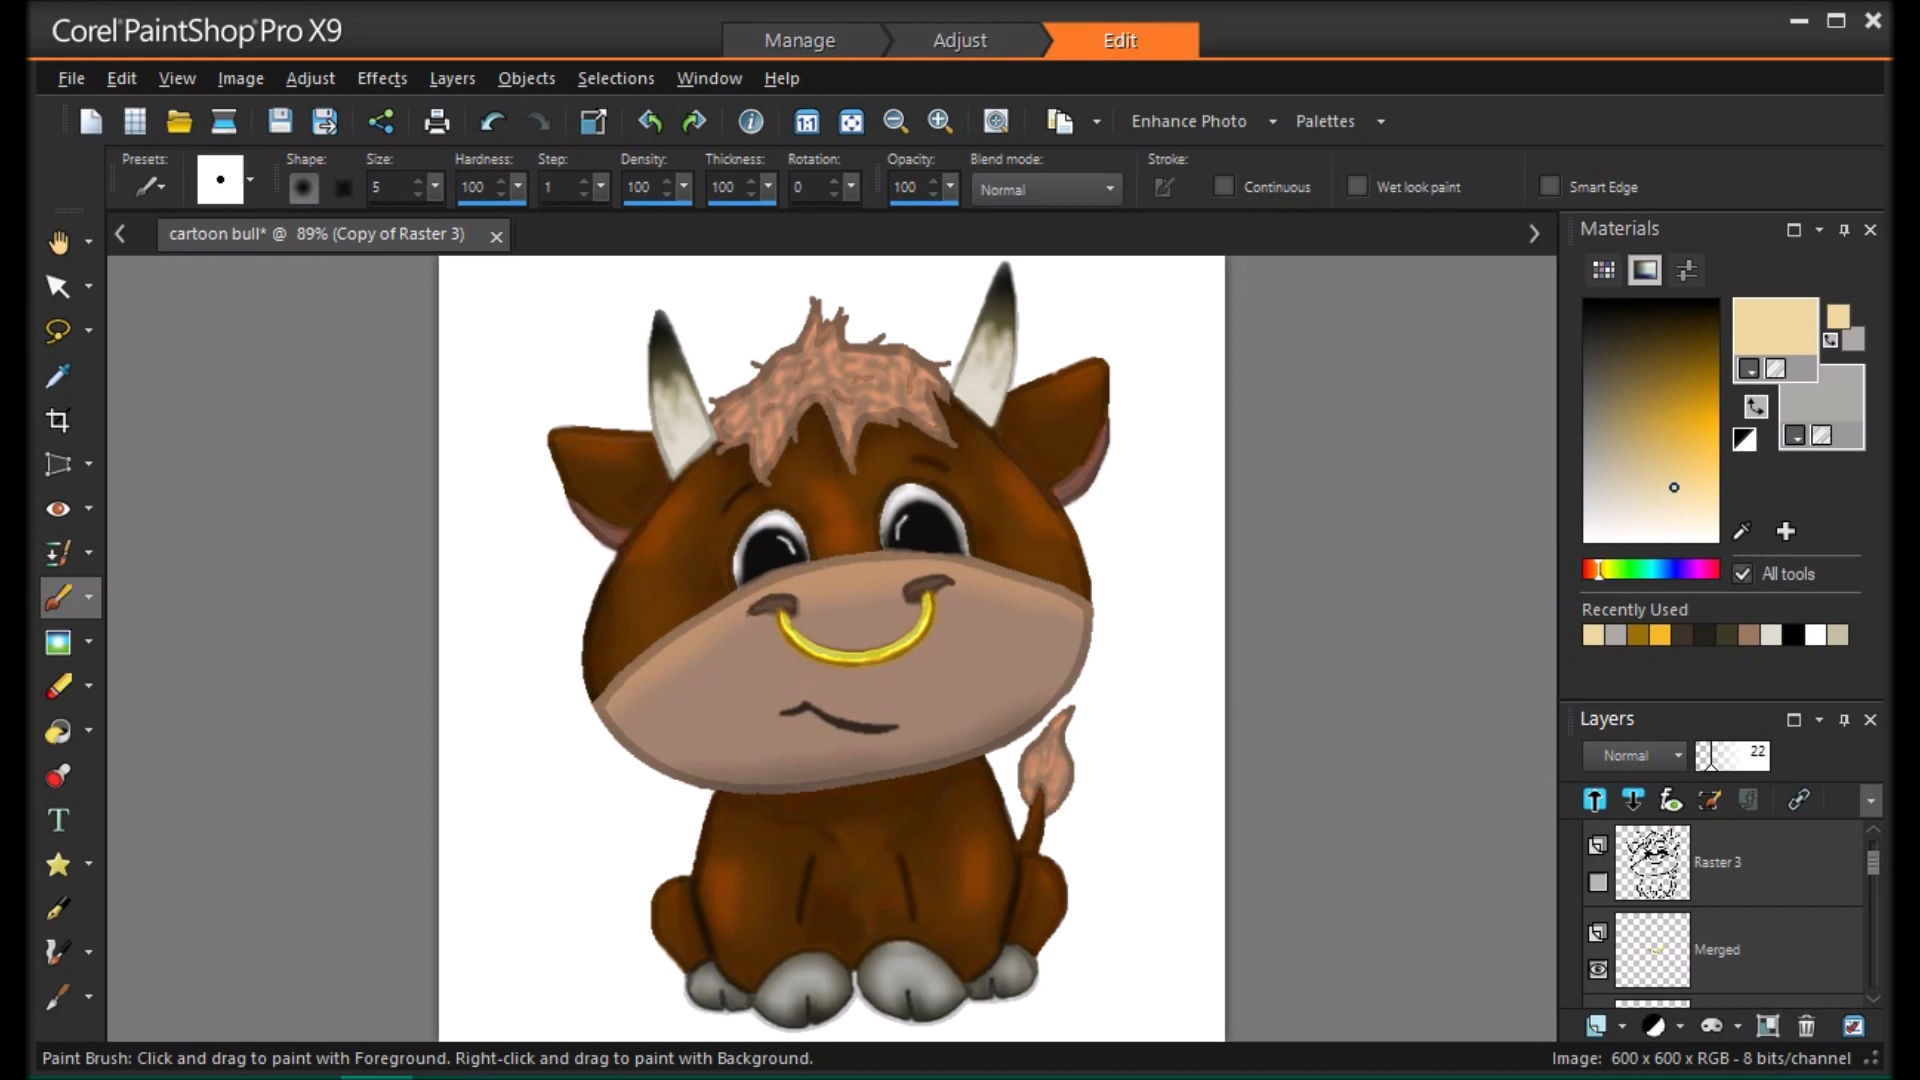 Corel PaintShop Pro X9
Manage Adjust Edit
File Edit View Image Adjust Effects Layers Objects Selections Window Help
1:1 Enhance Photo Palettes
Presets: Shape: Size: Hardness: Step: Density: Thickness: Rotation: Opacity: Blend mode: Stroke:
5 100 1 100 100 0 100 Normal Continuous Wet look paint Smart Edge
cartoon bull* @ 89% (Copy of Raster 3)
Materials
All tools
Recently Used
Layers
Normal 22
Raster 3
Merged
T
Paint Brush: Click and drag to paint with Foreground. Right-click and drag to paint with Background.
Image: 600 x 600 x RGB - 8 bits/channel